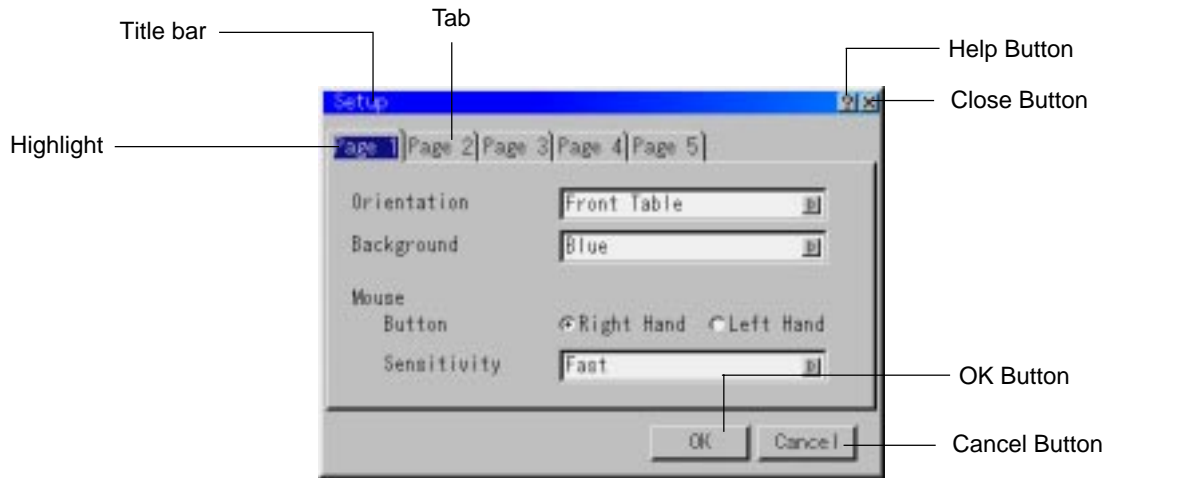 Tab
Title bar
Help Button
Setup
? ×
Close Button
Highlight
Page 1 Page 2 Page 3 Page 4 Page 5
Orientation Front Table
Background Blue
Mouse
Button Right Hand Left Hand
Sensitivity Fast
OK Button
OK Cancel
Cancel Button